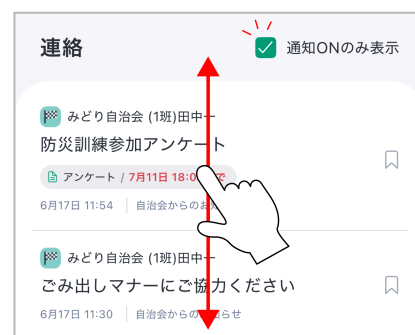 連絡
通知ONのみ表示
みどり自治会 (1班)田中一
防災訓練参加アンケート
アンケート / 7月11日 18:0 で
6月17日 11:54 自治会からのお
みどり自治会 (1班)田中一
ごみ出しマナーにご協力ください
6月17日 11:30 自治会からの らせ